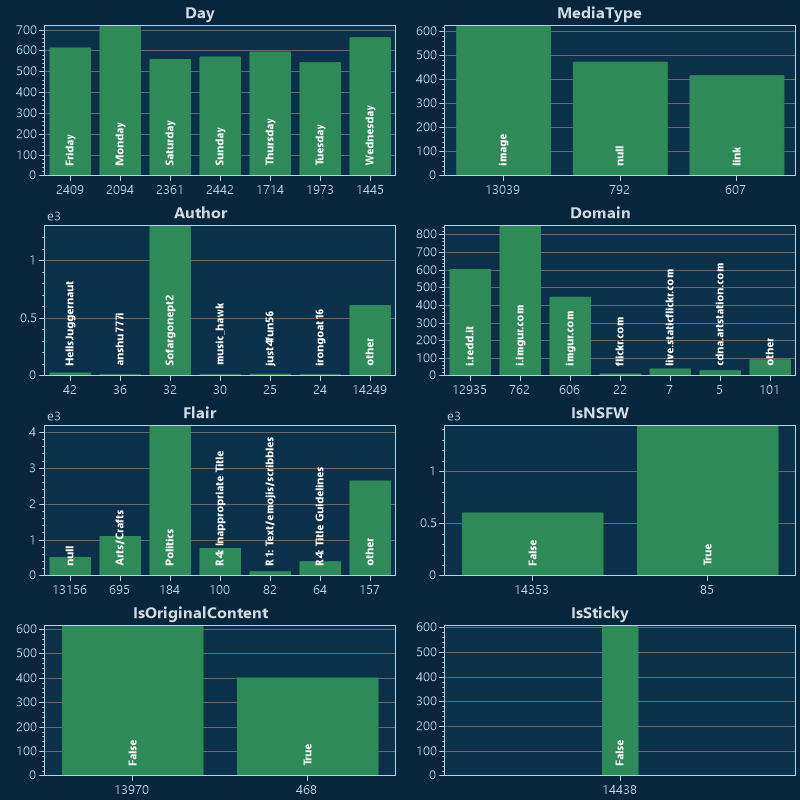 Day
700
600
500
400
300
200
100
0
Friday
Monday
Saturday
Sunday
Thursday
Tuesday
Wednesday
2409 2094 2361 2442 1714 1973 1445
MediaType
600
500
400
300
200
100
0
image
null
link
13039 792 607
Author
1e3
1
0.5
0
HellsJuggernaut
anshu777i
Sofargonept2
music_hawk
just4fun56
irongoat16
other
42 36 32 30 25 24 14249
Domain
800
700
600
500
400
300
200
100
0
i.redd.it
i.imgur.com
imgur.com
flickr.com
live.staticflickr.com
cdna.artstation.com
other
12935 762 606 22 7 5 101
Flair
e3
4
3
2
1
0
null
Arts/Crafts
Politics
R4: Inappropriate Title
R1: Text/emojis/scribbles
R4: Title Guidelines
other
13156 695 184 100 82 64 157
IsNSFW
e3
1
0.5
0
False
True
14353 85
IsOriginalContent
600
500
400
300
200
100
0
False
True
13970 468
IsSticky
600
500
400
300
200
100
0
False
14438